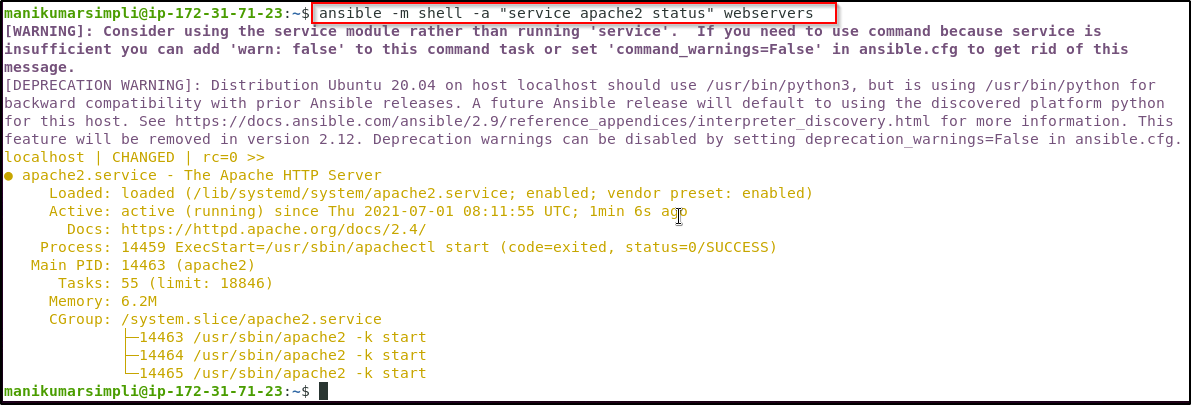 manikumarsimpli@ip-172-31-71-23:~$ ansible -m shell -a "service apache2 status" webservers
[WARNING]: Consider using the service module rather than running 'service'.  If you need to use command because service is
insufficient you can add 'warn: false' to this command task or set 'command_warnings=False' in ansible.cfg to get rid of this
message.
[DEPRECATION WARNING]: Distribution Ubuntu 20.04 on host localhost should use /usr/bin/python3, but is using /usr/bin/python for
backward compatibility with prior Ansible releases. A future Ansible release will default to using the discovered platform python
for this host. See https://docs.ansible.com/ansible/2.9/reference_appendices/interpreter_discovery.html for more information. This
feature will be removed in version 2.12. Deprecation warnings can be disabled by setting deprecation_warnings=False in ansible.cfg.
localhost | CHANGED | rc=0 >>
● apache2.service - The Apache HTTP Server
     Loaded: loaded (/lib/systemd/system/apache2.service; enabled; vendor preset: enabled)
     Active: active (running) since Thu 2021-07-01 08:11:55 UTC; 1min 6s ago
       Docs: https://httpd.apache.org/docs/2.4/
    Process: 14459 ExecStart=/usr/sbin/apachectl start (code=exited, status=0/SUCCESS)
   Main PID: 14463 (apache2)
      Tasks: 55 (limit: 18846)
     Memory: 6.2M
     CGroup: /system.slice/apache2.service
             ├─14463 /usr/sbin/apache2 -k start
             ├─14464 /usr/sbin/apache2 -k start
             └─14465 /usr/sbin/apache2 -k start
manikumarsimpli@ip-172-31-71-23:~$